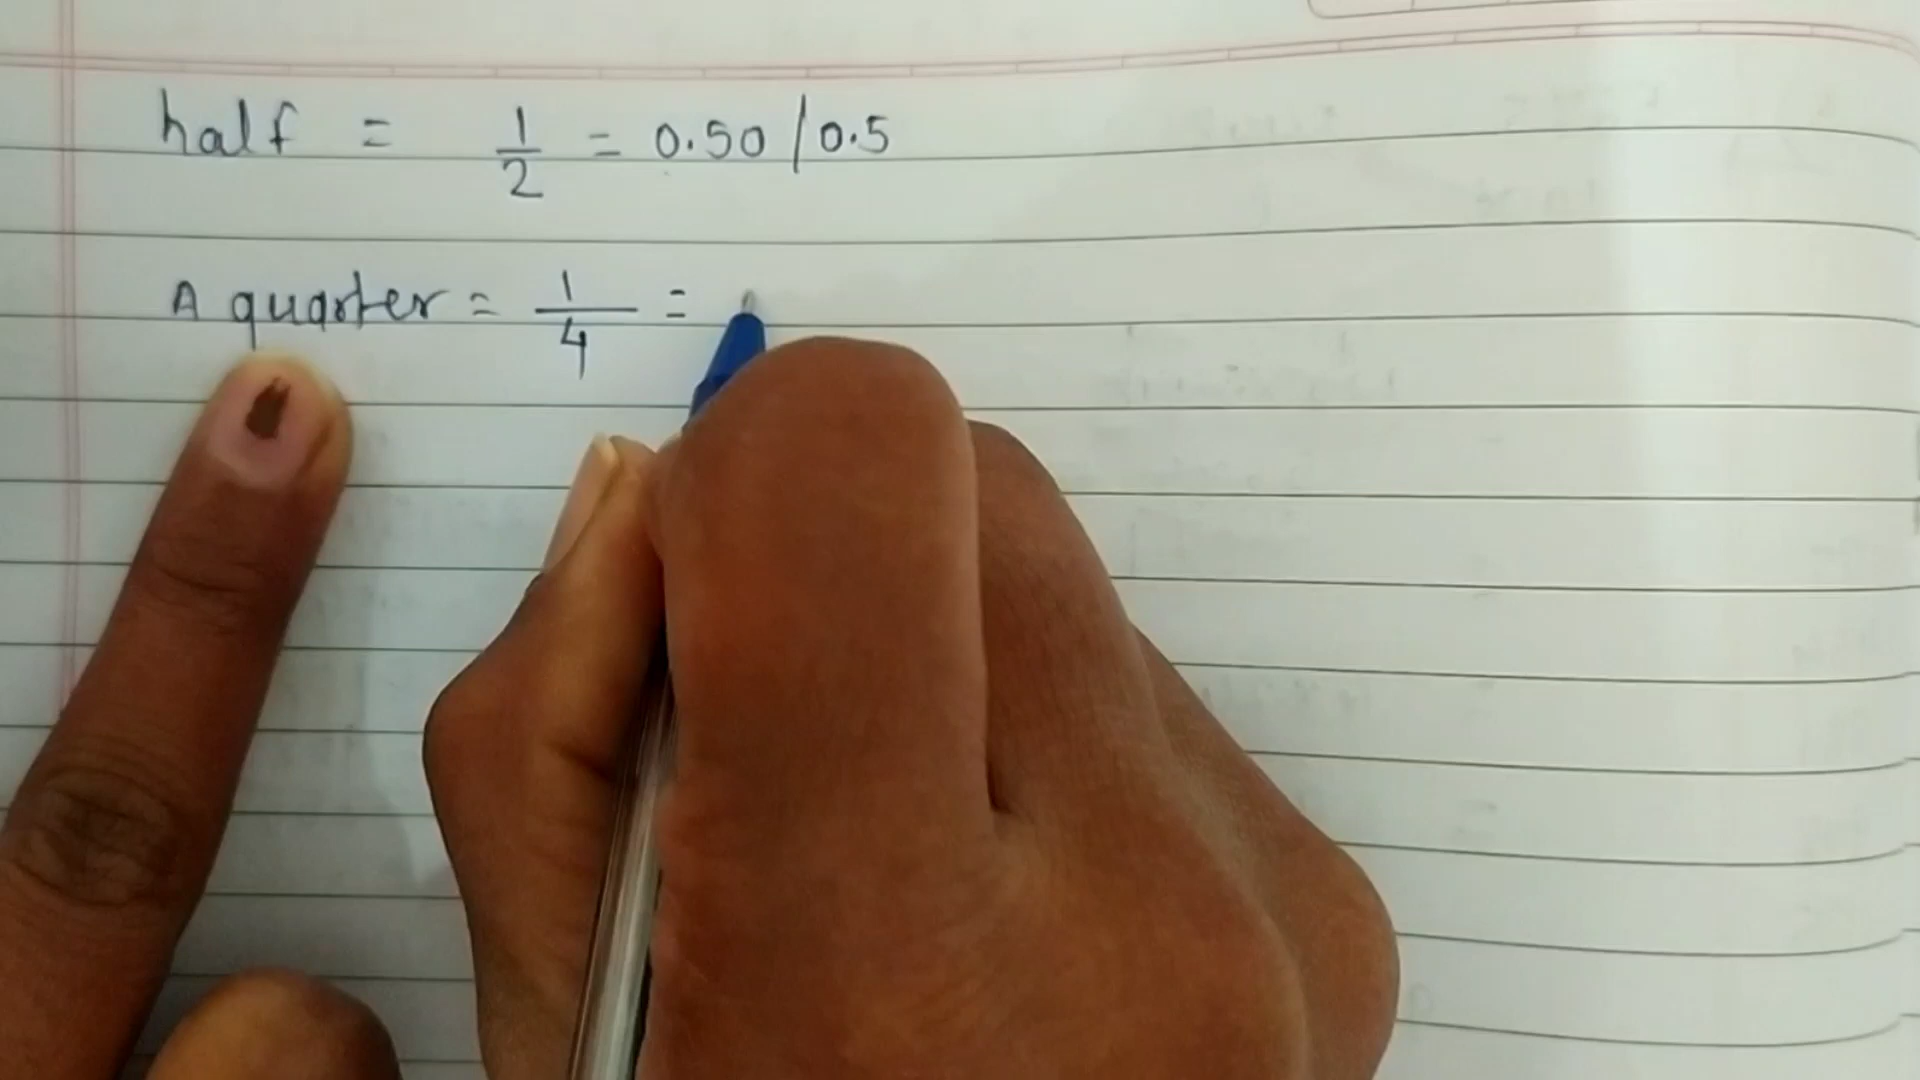 half = 1/2 = 0.50 / 0.5
A quarter = 1/4 =